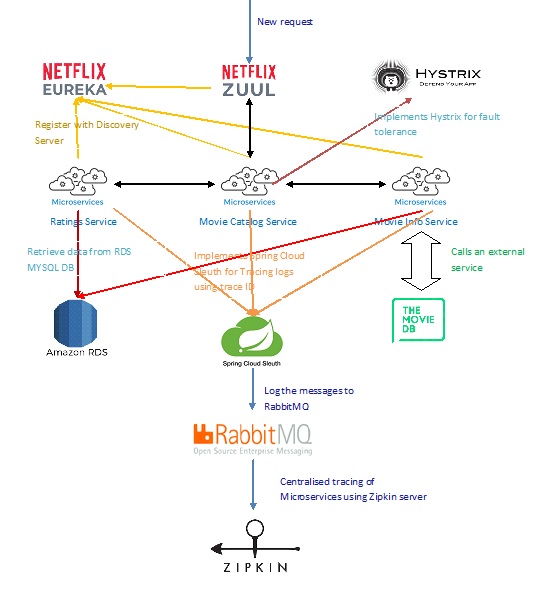 New request
NETFLIX
EUREKA
NETFLIX
ZUUL
HYSTRIX
DEFEND YOUR APP
Register with Discovery
Server
Implements Hystrix for fault
tolerance
Microservices
Microservices
Microservices
Ratings Service
Movie Catalog Service
Movie Info Service
Retrieve data from RDS
MYSQL DB
Implements Spring Cloud
Sleuth for Tracing logs
using trace ID
Calls an external
service
THE
MOVIE
DB
Amazon RDS
Spring Cloud Sleuth
Log the messages to
RabbitMQ
RabbitMQ
Open Source Enterprise Messaging
Centralised tracing of
Microservices using Zipkin server
ZIPKIN